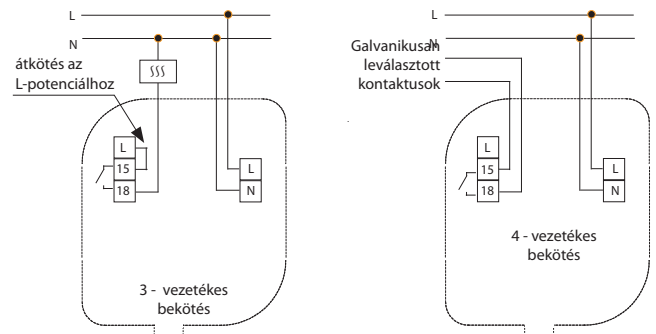 L
N
átkötés az
L-potenciálhoz
L
15
18
L
N
3 - vezetékes
bekötés
L
N
Galvanikusan
leválasztott
kontaktusok
L
15
18
L
N
4 - vezetékes
bekötés